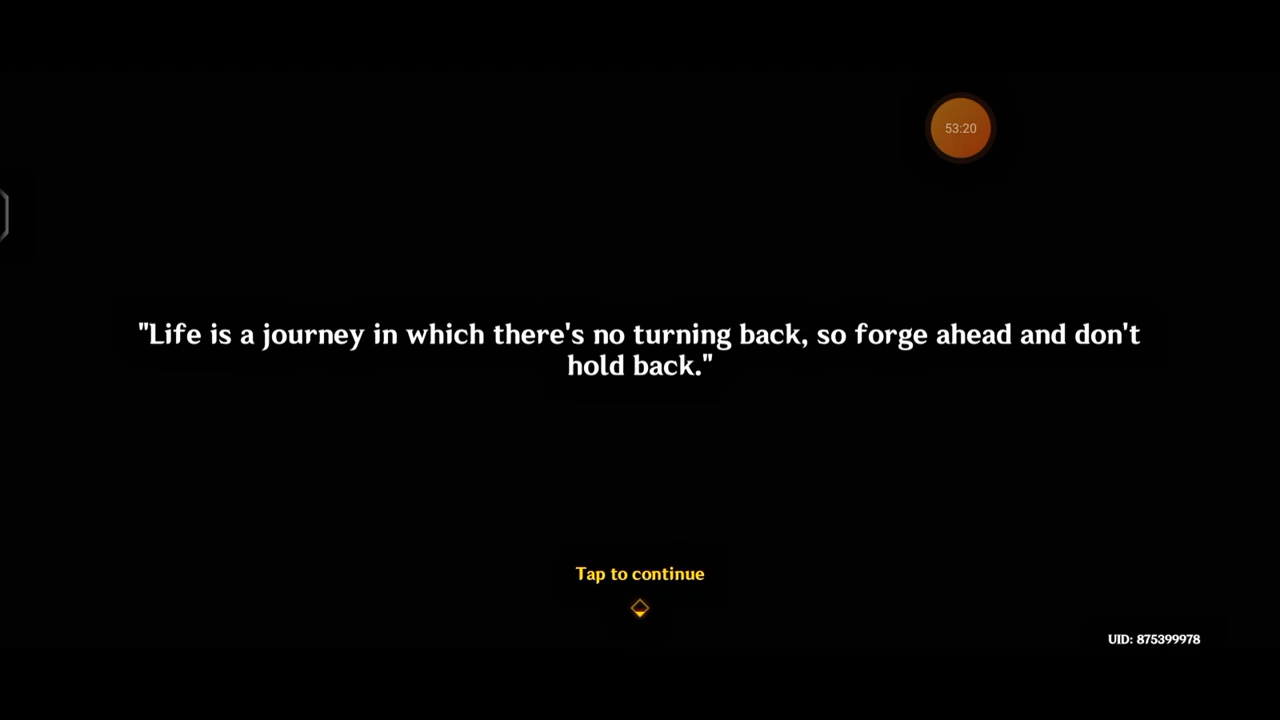 53:20
"Life is a journey in which there's no turning back, so forge ahead and don't
hold back."
Tap to continue
UID: 875399978